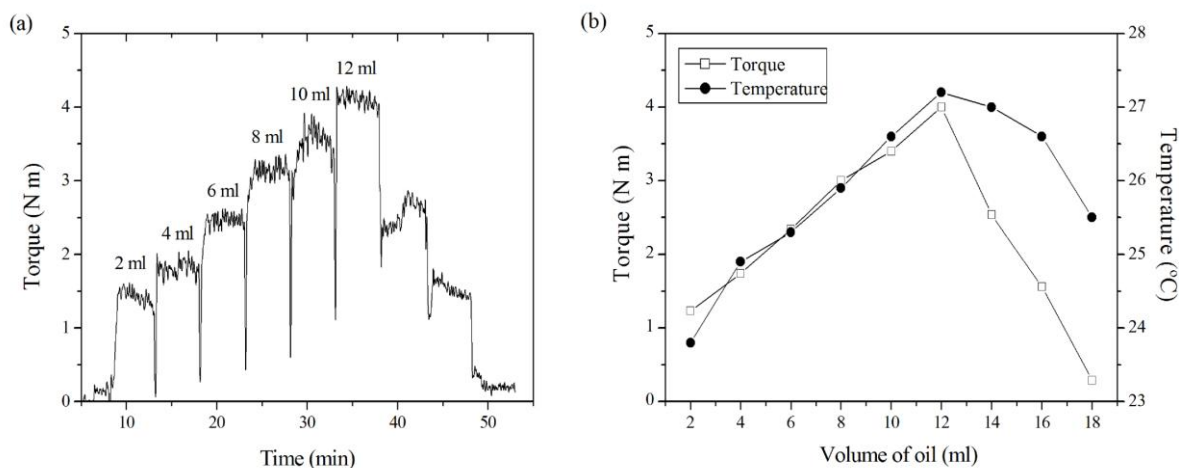 (a)
5
4
3
2
1
0
Torque (N m)
2 ml
4 ml
6 ml
8 ml
10 ml
12 ml
10
20
30
40
50
Time (min)
(b)
5
4
3
2
1
0
Torque (N m)
Torque
Temperature
28
27
26
25
24
23
Temperature (°C)
2
4
6
8
10
12
14
16
18
Volume of oil (ml)